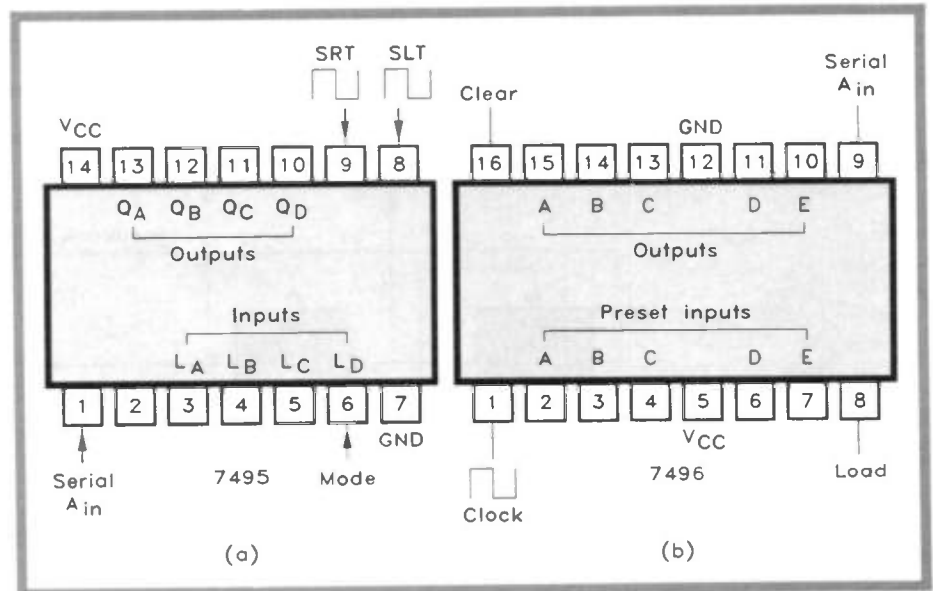 SRT SLT
Serial
A in
Clear
VCC
GND
14 13 12 11 10 9 8
16 15 14 13 12 11 10 9
QA QB QC QD
A B C D E
Outputs
Outputs
Inputs
Preset inputs
LA LB LC LD
A B C D E
1 2 3 4 5 6 7
1 2 3 4 5 6 7 8
GND
VCC
Serial
A in
7495
Mode
7496
Load
Clock
(a)
(b)